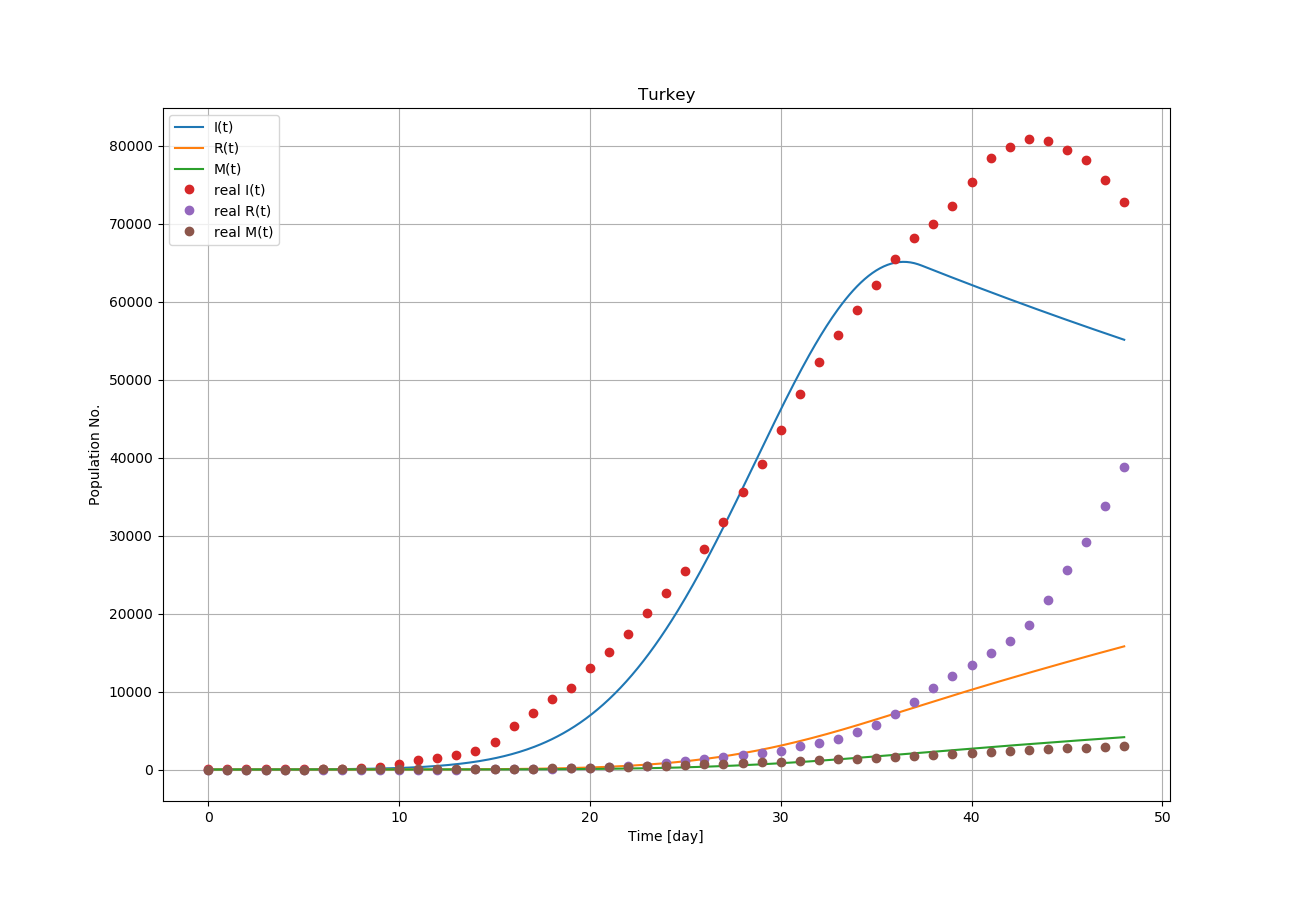 Turkey
I(t)
R(t)
M(t)
real I(t)
real R(t)
real M(t)
80000
70000
60000
50000
40000
30000
20000
10000
0
Population No.
0 10 20 30 40 50
Time [day]